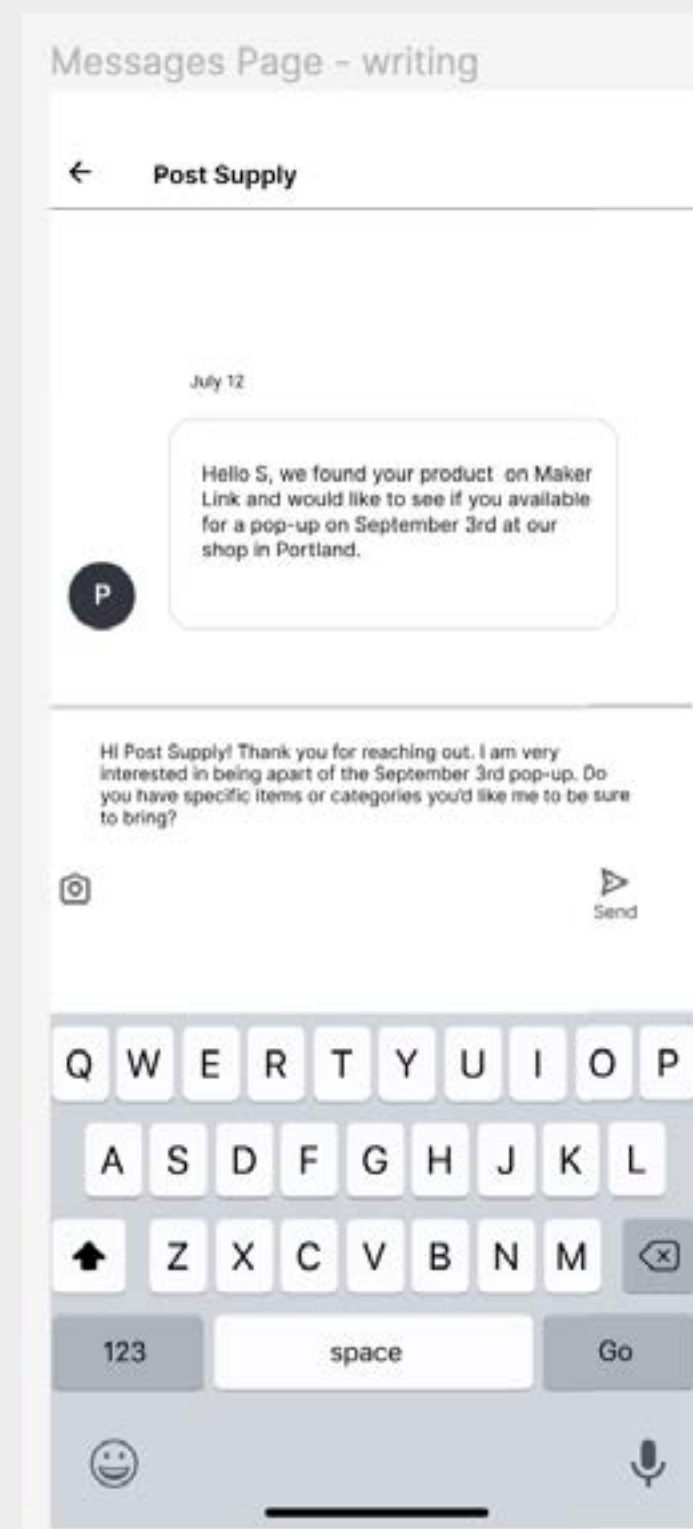 Messages Page - writing
Post Supply
July 12
Hello S, we found your product on Maker
Link and would like to see if you available
for a pop-up on September 3rd at our
shop in Portland.
P
Hi Post Supply! Thank you for reaching out. I am very
interested in being apart of the September 3rd pop-up. Do
you have specific items or categories you'd like me to be sure
to bring?
Send
Q W E R T Y U I O P
A S D F G H J K L
Z X C V B N M
123 space Go